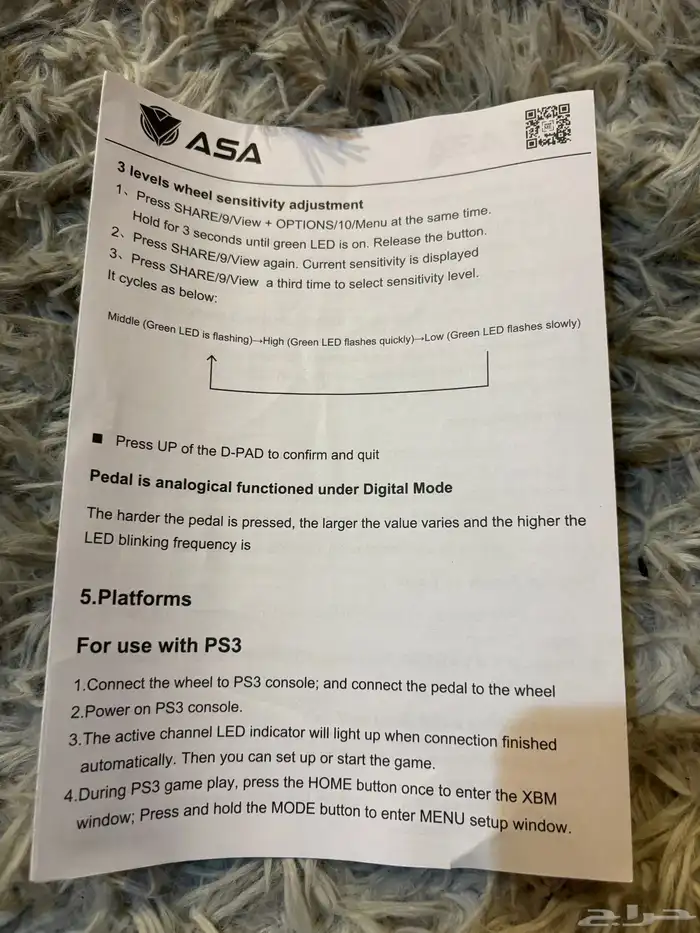 ASA
3 levels wheel sensitivity adjustment
1、Press SHARE/9/View + OPTIONS/10/Menu at the same time.
Hold for 3 seconds until green LED is on. Release the button.
2、Press SHARE/9/View again. Current sensitivity is displayed
3、Press SHARE/9/View a third time to select sensitivity level.
It cycles as below:
Middle (Green LED is flashing)→High (Green LED flashes quickly)→Low (Green LED flashes slowly)
■ Press UP of the D-PAD to confirm and quit
Pedal is analogical functioned under Digital Mode
The harder the pedal is pressed, the larger the value varies and the higher the
LED blinking frequency is
5.Platforms
For use with PS3
1.Connect the wheel to PS3 console; and connect the pedal to the wheel
2.Power on PS3 console.
3.The active channel LED indicator will light up when connection finished
automatically. Then you can set up or start the game.
4.During PS3 game play, press the HOME button once to enter the XBM
window; Press and hold the MODE button to enter MENU setup window.
حراج